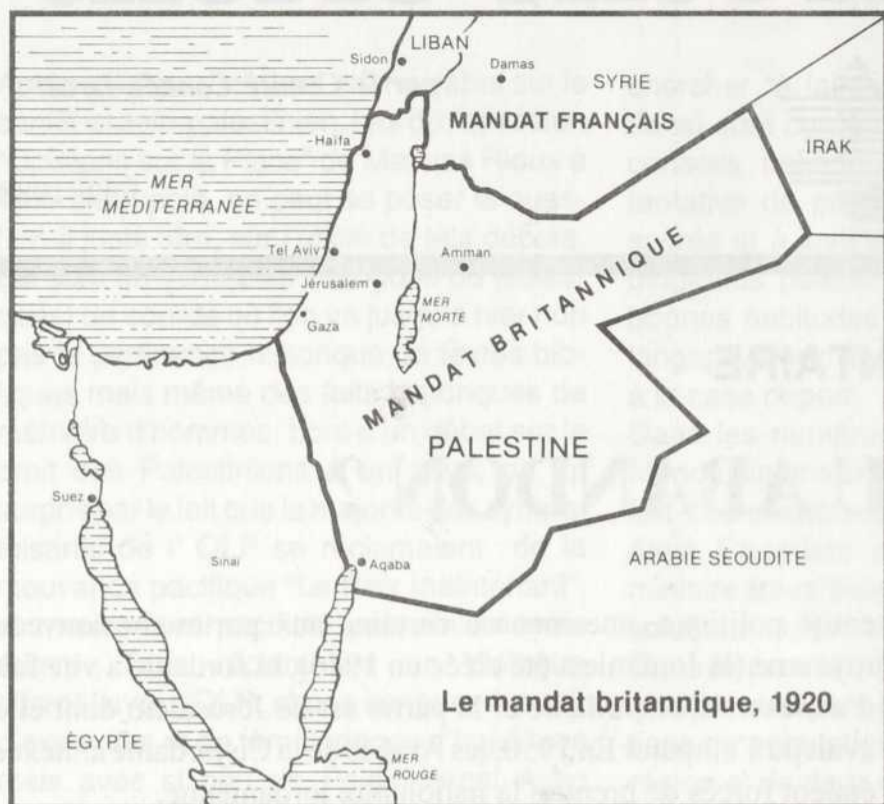 LIBAN
Sidon
Damas
SYRIE
MANDAT FRANÇAIS
IRAK
Haïfa
MER
MÉDITERRANÉE
Tel Aviv
Amman
Jérusalem
MER
MORTE
Gaza
MANDAT BRITANNIQUE
PALESTINE
Suez
Sinaï
Aqaba
ARABIE SEOUDITE
Le mandat britannique, 1920
ÉGYPTE
MER
ROUGE